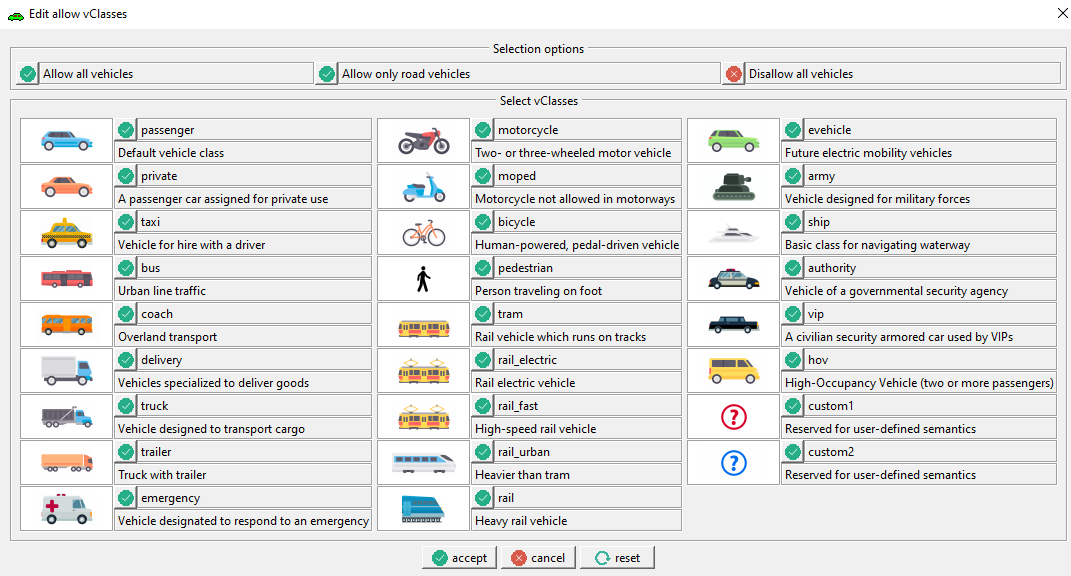 Edit allow vClasses
Selection options
Allow all vehicles
Allow only road vehicles
Disallow all vehicles
Select vClasses
passenger
Default vehicle class
private
A passenger car assigned for private use
taxi
Vehicle for hire with a driver
bus
Urban line traffic
coach
Overland transport
delivery
Vehicles specialized to deliver goods
truck
Vehicle designed to transport cargo
trailer
Truck with trailer
emergency
Vehicle designated to respond to an emergency
motorcycle
Two- or three-wheeled motor vehicle
moped
Motorcycle not allowed in motorways
bicycle
Human-powered, pedal-driven vehicle
pedestrian
Person traveling on foot
tram
Rail vehicle which runs on tracks
rail_electric
Rail electric vehicle
rail_fast
High-speed rail vehicle
rail_urban
Heavier than tram
rail
Heavy rail vehicle
evehicle
Future electric mobility vehicles
army
Vehicle designed for military forces
ship
Basic class for navigating waterway
authority
Vehicle of a governmental security agency
vip
A civilian security armored car used by VIPs
hov
High-Occupancy Vehicle (two or more passengers)
?
custom1
Reserved for user-defined semantics
?
custom2
Reserved for user-defined semantics
accept
cancel
reset